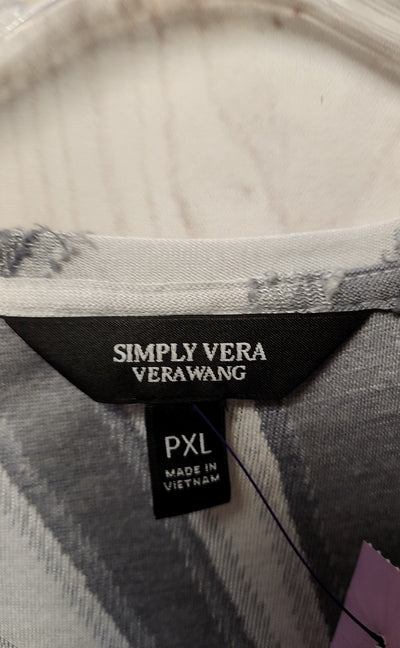 SIMPLY VERA
VERAWANG
PXL
MADE IN
VIETNAM